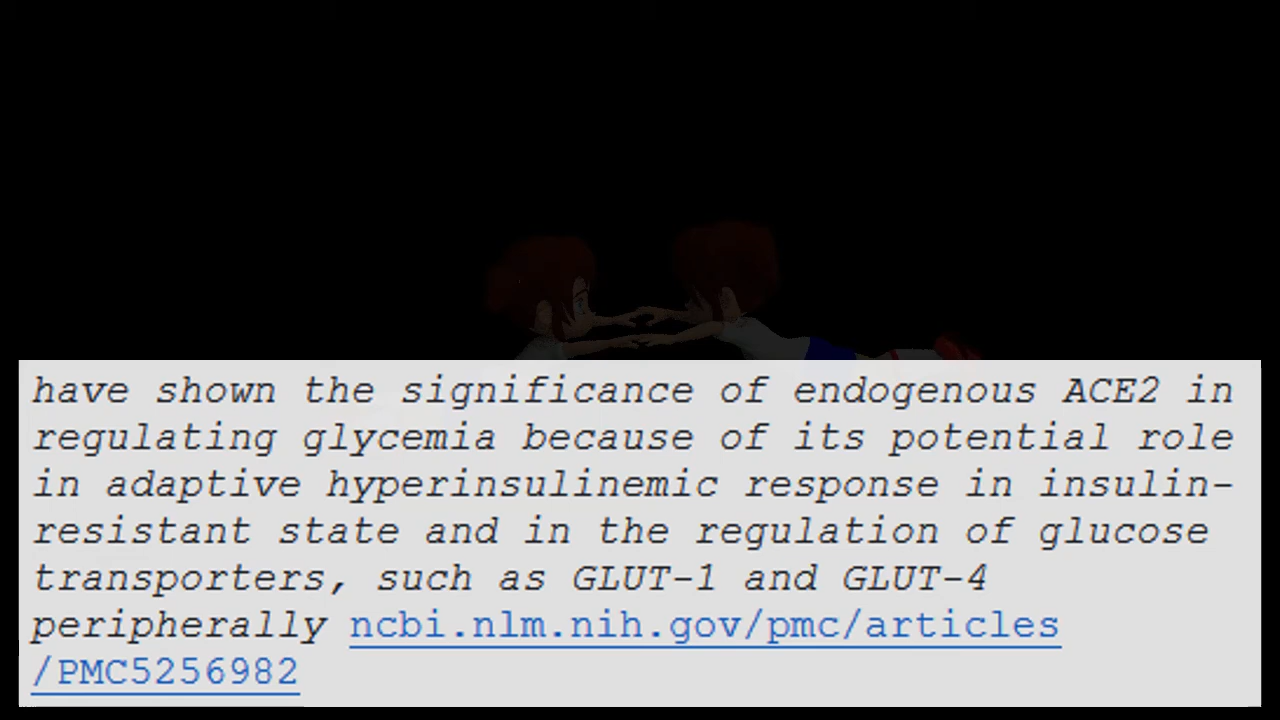 have shown the significance of endogenous ACE2 in
regulating glycemia because of its potential role
in adaptive hyperinsulinemic response in insulin-
resistant state and in the regulation of glucose
transporters, such as GLUT-1 and GLUT-4
peripherally ncbi.nlm.nih.gov/pmc/articles
/PMC5256982